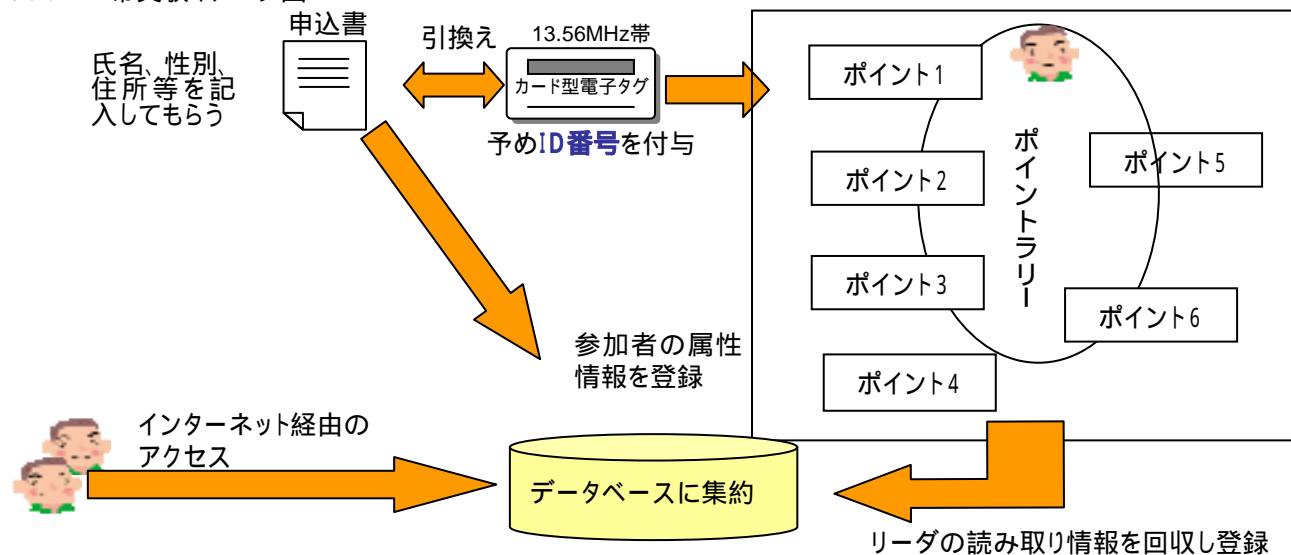 申込書
氏名、性別、
住所等を記
入してもらう
引換え
13.56MHz帯
カード型電子タグ
予めID番号を付与
ポイント1
ポイント2
ポイント3
ポイント4
ポイント5
ポイント6
ポイントラリー
参加者の属性
情報を登録
インターネット経由の
アクセス
データベースに集約
リーダの読み取り情報を回収し登録